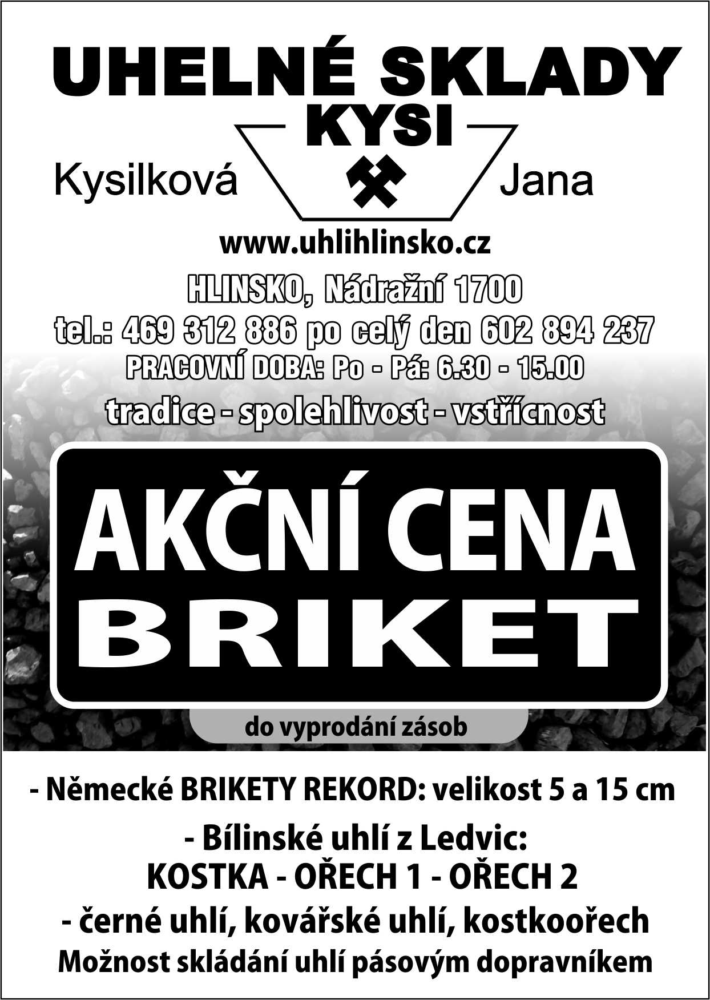 UHELNÉ SKLADY
KYSI
Kysilková Jana
www.uhlihlinsko.cz
HLINSKO, Nádražní 1700
tel.: 469 312 886 po celý den 602 894 237
PRACOVNÍ DOBA: Po - Pá: 6.30 - 15.00
tradice - spolehlivost - vstřícnost
AKČNÍ CENA
BRIKET
do vyprodání zásob
- Německé BRIKETY REKORD: velikost 5 a 15 cm
- Bílinské uhlí z Ledvic:
KOSTKA - OŘECH 1 - OŘECH 2
- černé uhlí, kovářské uhlí, kostkoořech
Možnost skládání uhlí pásovým dopravníkem